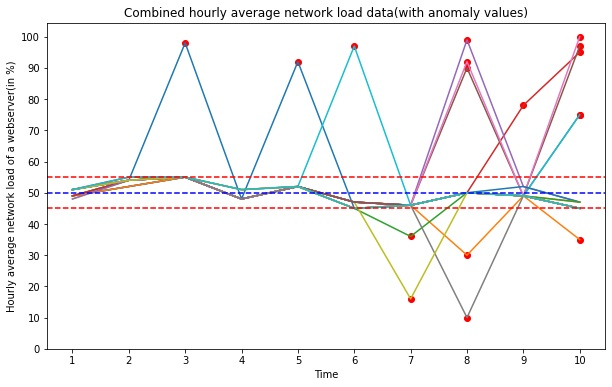 Combined hourly average network load data(with anomaly values)
Hourly average network load of a webserver(in %)
100
90
80
70
60
50
40
30
20
10
0
1 2 3 4 5 6 7 8 9 10
Time